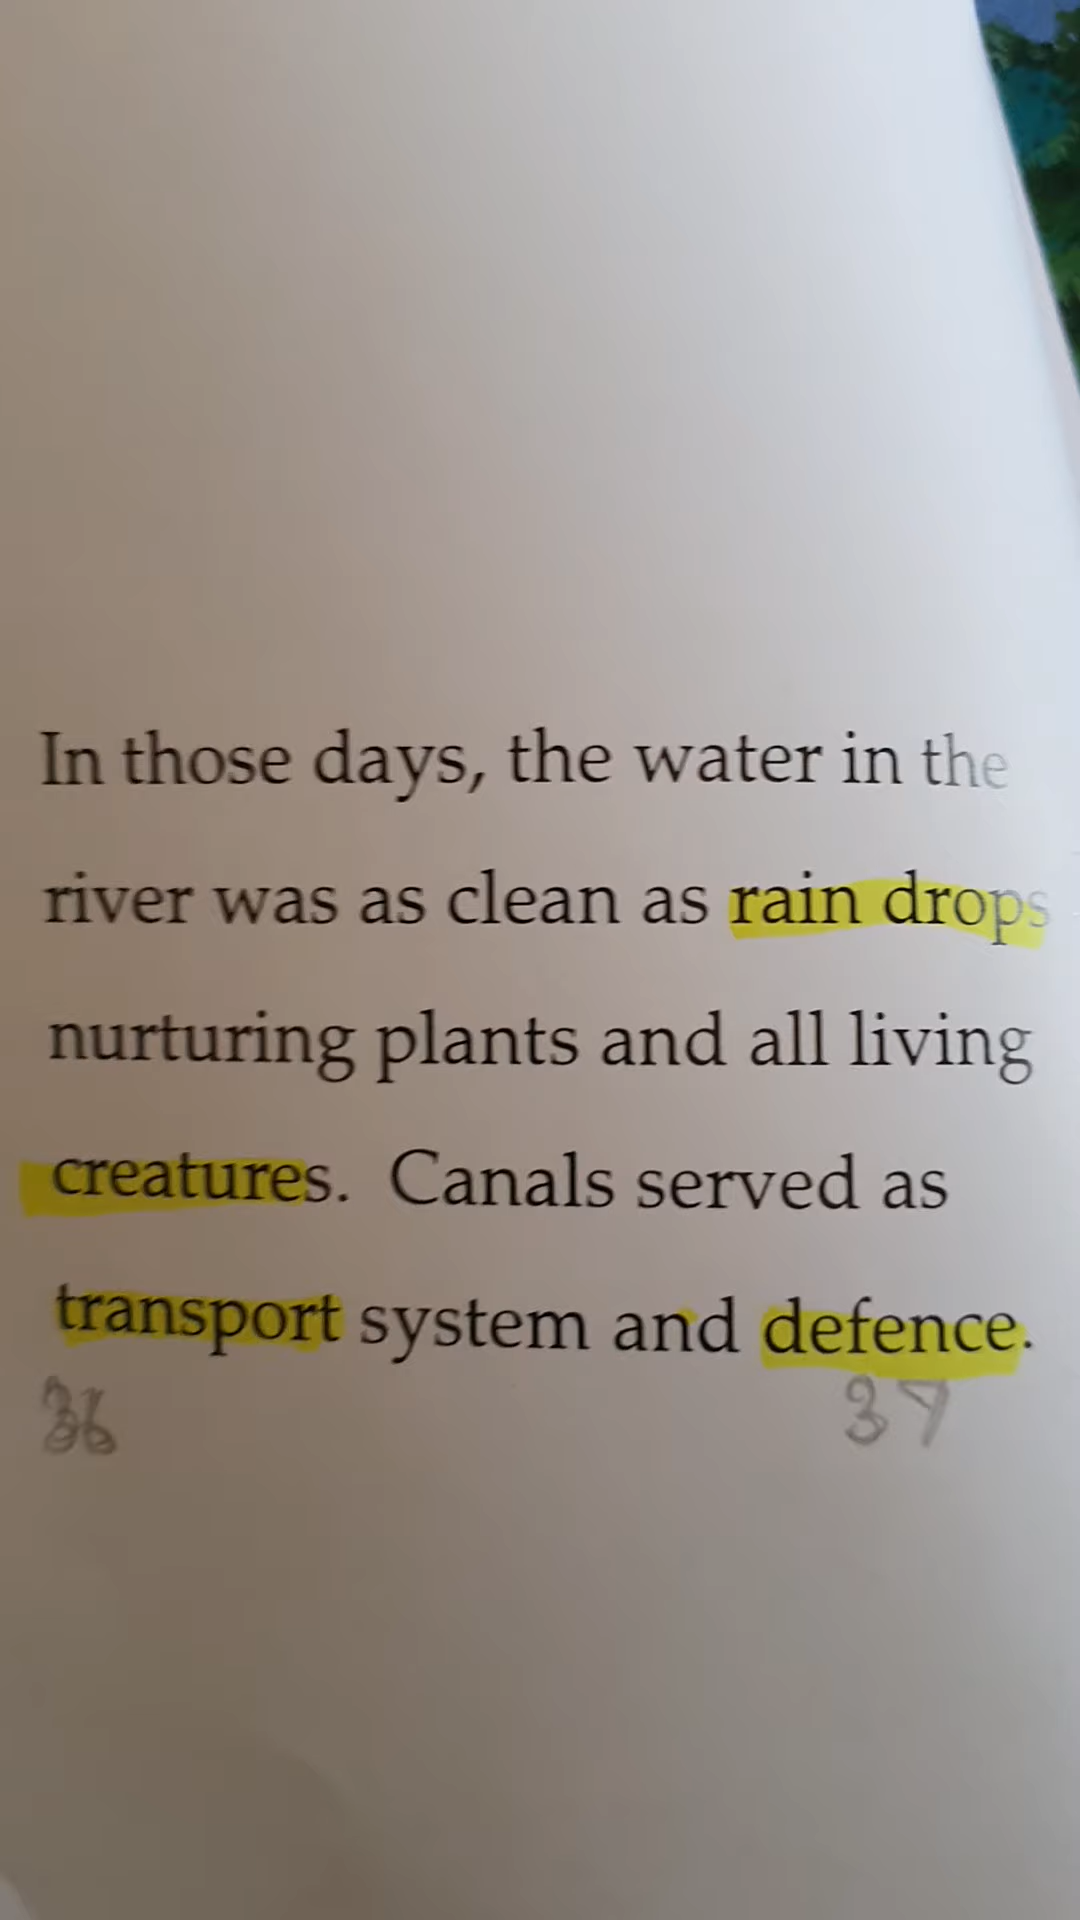 In those days, the water in the
river was as clean as rain drops
nurturing plants and all living
creatures. Canals served as
transport system and defence.
36 37